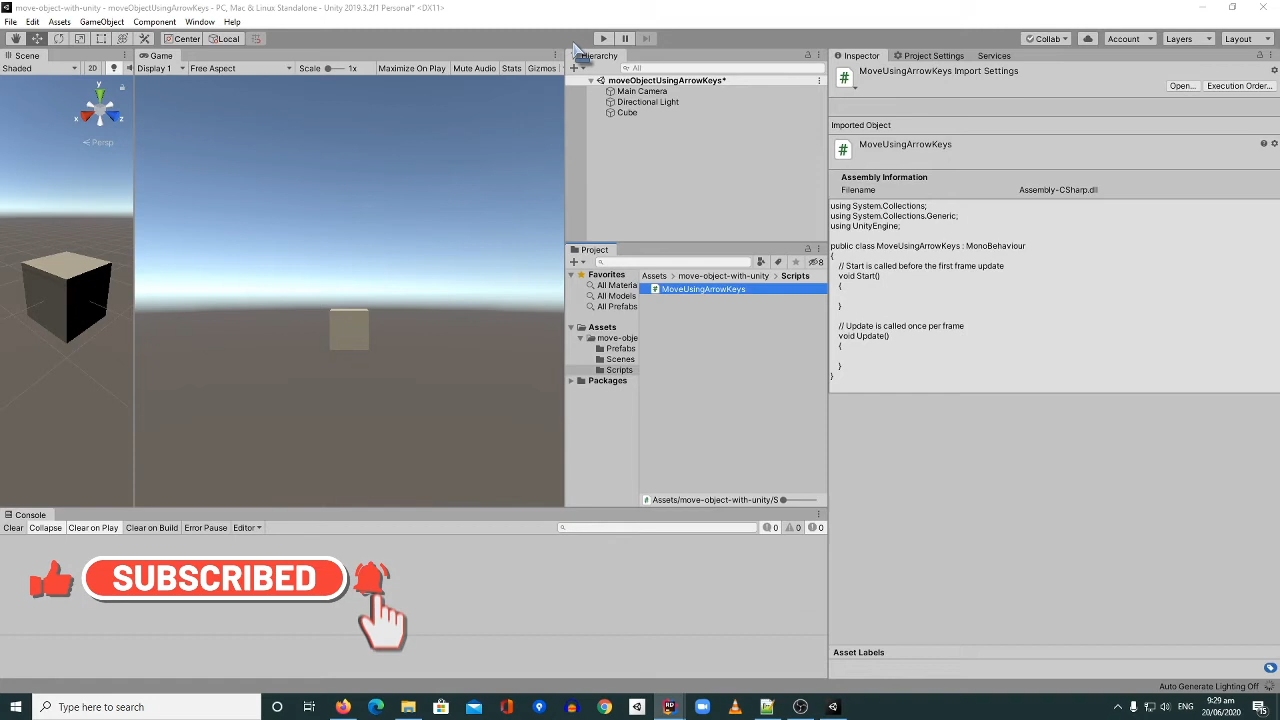 move-object-with-unity - moveObjectUsingArrowKeys - PC, Mac & Linux Standalone - Unity 2019.3.2f1 Personal* <DX11>
File Edit Assets GameObject Component Window Help
Center Local Collab Account Layers Layout
Scene
Shaded 2D
y
x z
Persp
Game
Display 1 Free Aspect Scale 1x Maximize On Play Mute Audio Stats Gizmos
Hierarchy
All
moveObjectUsingArrowKeys*
Main Camera
Directional Light
Cube
Project
8
Favorites
All Materia
All Models
All Prefabs
Assets
move-obje
Prefabs
Scenes
Scripts
Packages
Assets move-object-with-unity Scripts
MoveUsingArrowKeys
Assets/move-object-with-unity/S
Inspector Project Settings Services
MoveUsingArrowKeys Import Settings
Open... Execution Order...
Imported Object
MoveUsingArrowKeys
Assembly Information
Filename Assembly-CSharp.dll
using System.Collections;
using System.Collections.Generic;
using UnityEngine;
public class MoveUsingArrowKeys : MonoBehaviour
{
// Start is called before the first frame update
void Start()
{
}
// Update is called once per frame
void Update()
{
}
}
Asset Labels
Console
Clear Collapse Clear on Play Clear on Build Error Pause Editor 0 0 0
SUBSCRIBED
Auto Generate Lighting Off
Type here to search
ENG
9:29 am
20/06/2020